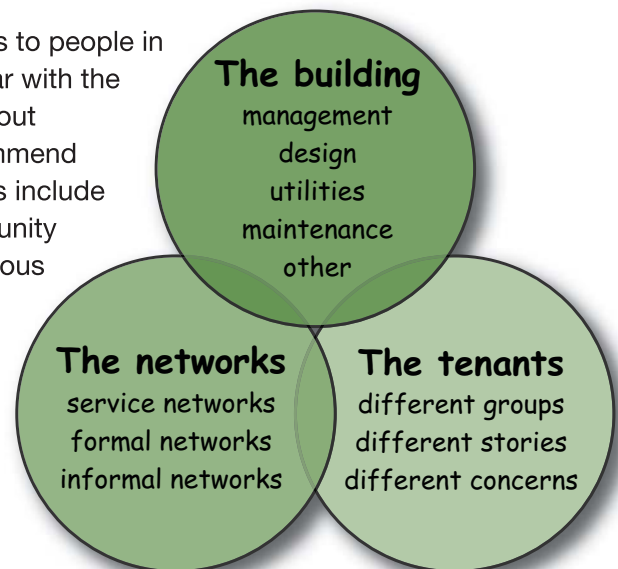 s to people in
ar with the
out
mmend
s include
unity
ous
The building
management
design
utilities
maintenance
other
The networks
service networks
formal networks
informal networks
The tenants
different groups
different stories
different concerns